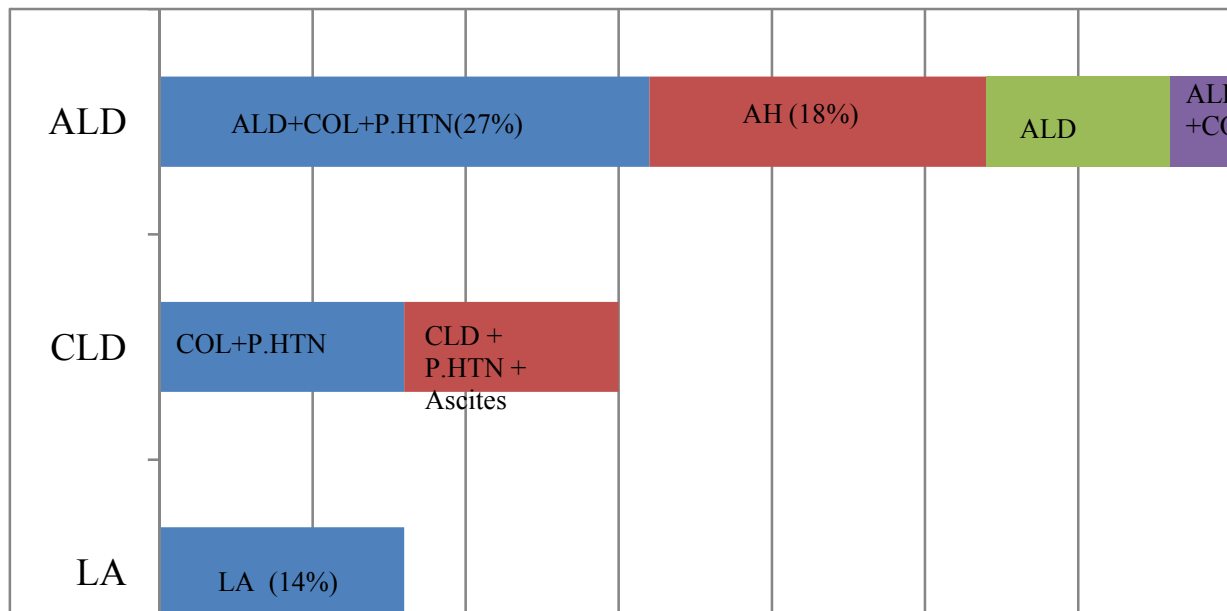 ALD
ALD+COL+P.HTN(27%)
AH (18%)
ALD
CLD
COL+P.HTN
CLD +
P.HTN +
Ascites
LA
LA (14%)